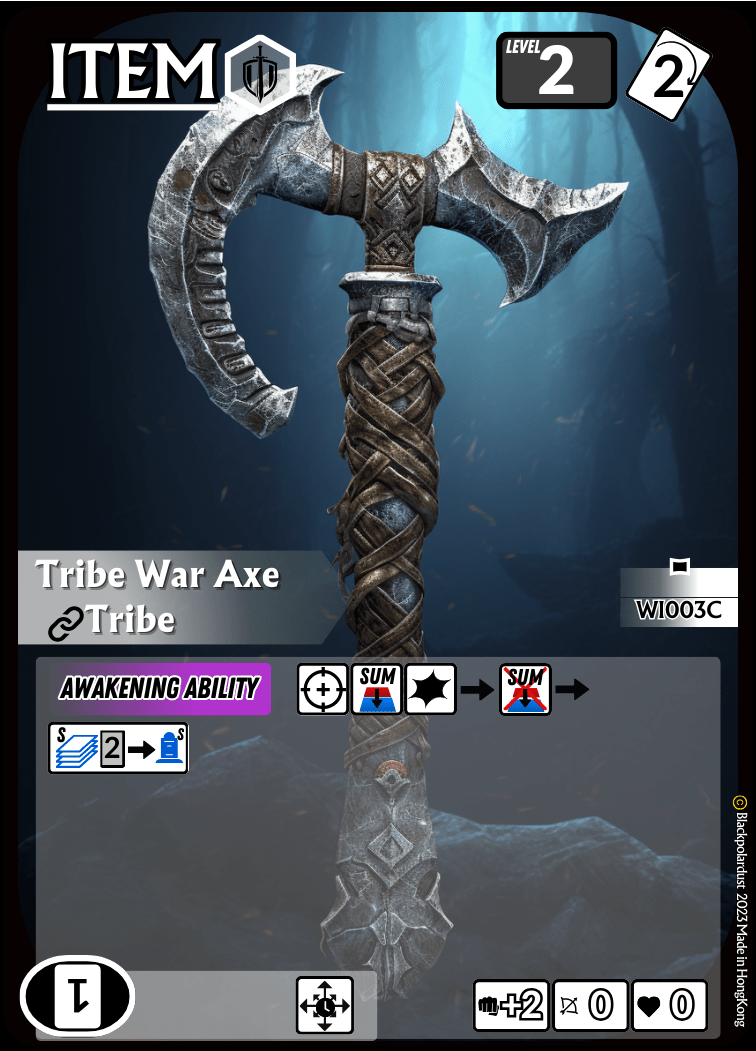 ITEM
LEVEL 2
2
Tribe War Axe
Tribe
WI003C
AWAKENING ABILITY
SUM
SUM
S 2 S
1
+2 0 0
© Blackpolardust 2023 Made in HongKong